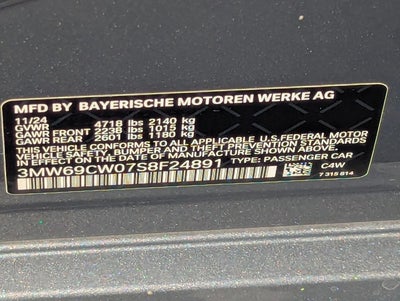 MFD BY BAYERISCHE MOTOREN WERKE AG
11/24
GVWR 4718 lbs 2140 kg
GAWR FRONT 2238 lbs 1015 kg
GAWR REAR 2601 lbs 1180 kg
THIS VEHICLE CONFORMS TO ALL APPLICABLE U.S.FEDERAL MOTOR
VEHICLE SAFETY, BUMPER AND THEFT PREVENTION STANDARDS
IN EFFECT ON THE DATE OF MANUFACTURE SHOWN ABOVE.
3MW69CW07S8F24891 TYPE: PASSENGER CAR
C4W
7 315 614